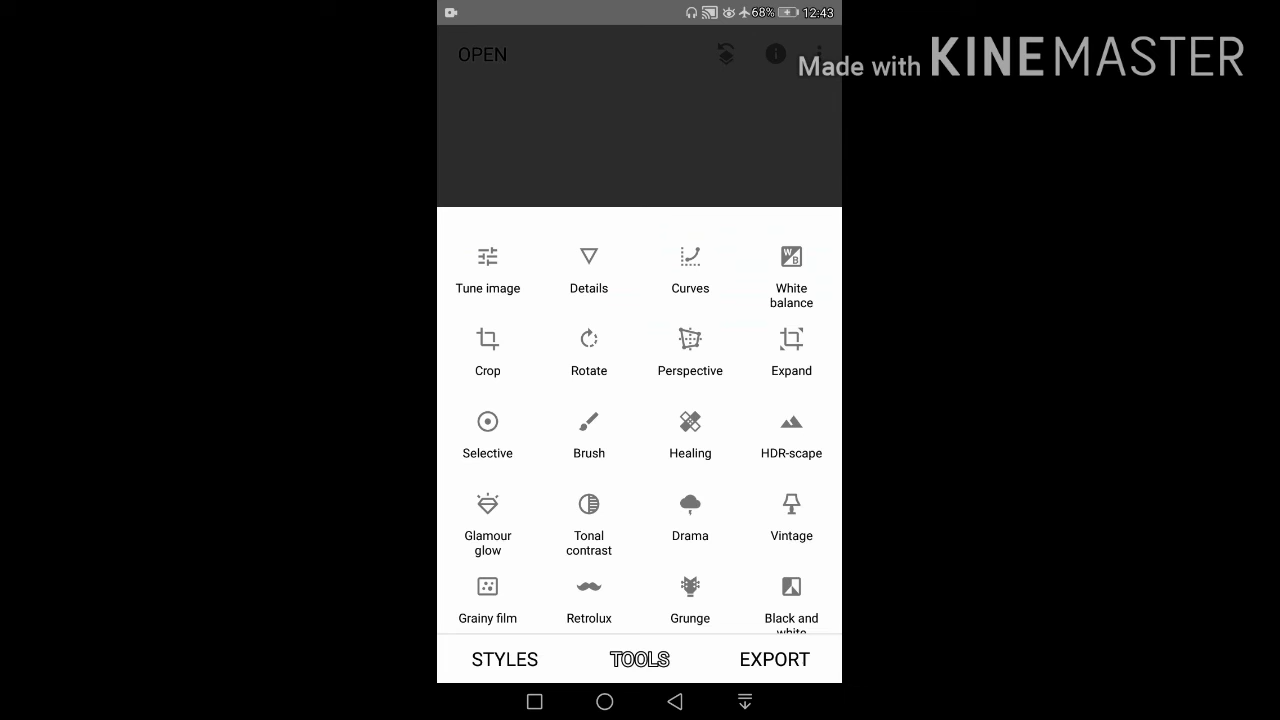 68% 12:43
OPEN
Made with KINEMASTER
Tune image Details Curves White balance
Crop Rotate Perspective Expand
Selective Brush Healing HDR-scape
Glamour glow Tonal contrast Drama Vintage
Grainy film Retrolux Grunge Black and white
STYLES TOOLS EXPORT